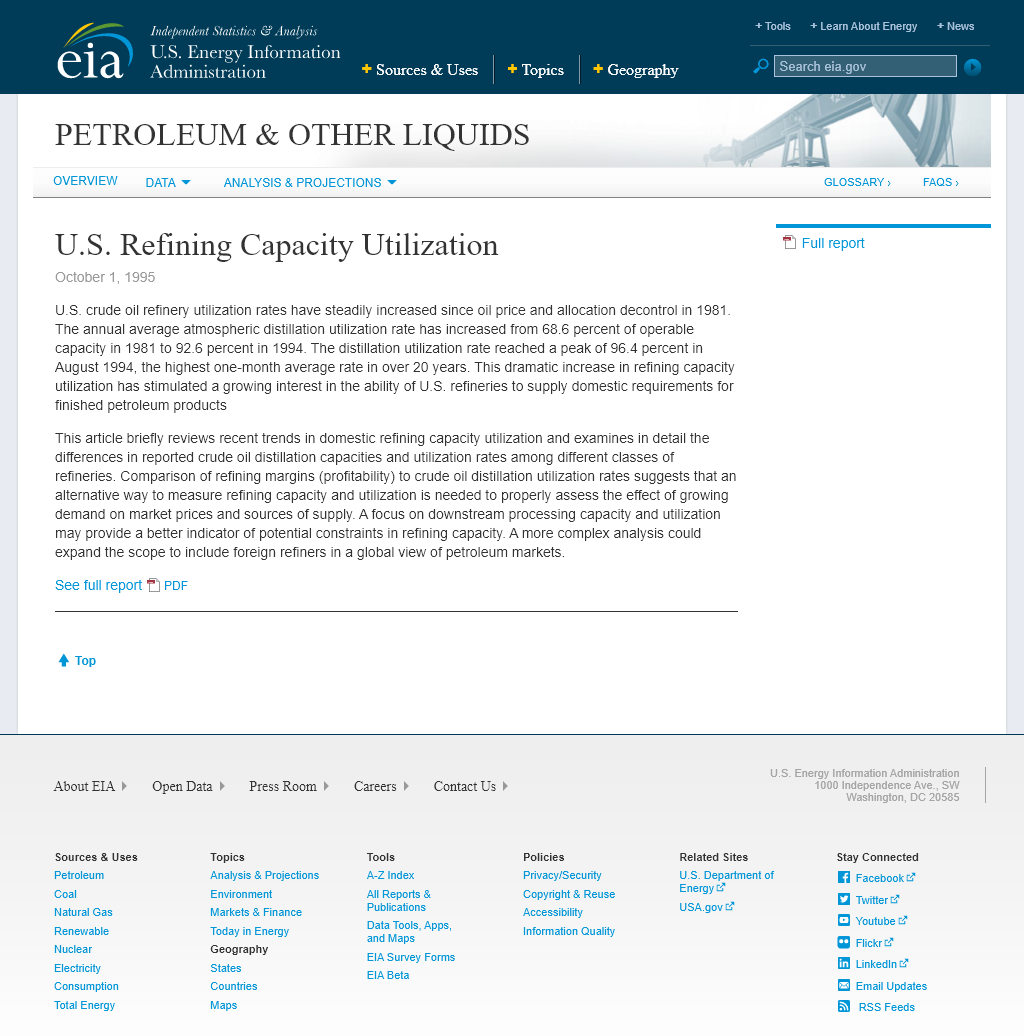 eia
Independent Statistics & Analysis
U.S. Energy Information
Administration
+ Sources & Uses
+ Topics
+ Geography
+ Tools
+ Learn About Energy
+ News
Search eia.gov
PETROLEUM & OTHER LIQUIDS
OVERVIEW
DATA
ANALYSIS & PROJECTIONS
GLOSSARY ›
FAQS ›
U.S. Refining Capacity Utilization
October 1, 1995
Full report
U.S. crude oil refinery utilization rates have steadily increased since oil price and allocation decontrol in 1981.
The annual average atmospheric distillation utilization rate has increased from 68.6 percent of operable
capacity in 1981 to 92.6 percent in 1994. The distillation utilization rate reached a peak of 96.4 percent in
August 1994, the highest one-month average rate in over 20 years. This dramatic increase in refining capacity
utilization has stimulated a growing interest in the ability of U.S. refineries to supply domestic requirements for
finished petroleum products
This article briefly reviews recent trends in domestic refining capacity utilization and examines in detail the
differences in reported crude oil distillation capacities and utilization rates among different classes of
refineries. Comparison of refining margins (profitability) to crude oil distillation utilization rates suggests that an
alternative way to measure refining capacity and utilization is needed to properly assess the effect of growing
demand on market prices and sources of supply. A focus on downstream processing capacity and utilization
may provide a better indicator of potential constraints in refining capacity. A more complex analysis could
expand the scope to include foreign refiners in a global view of petroleum markets.
See full report PDF
Top
About EIA
Open Data
Press Room
Careers
Contact Us
U.S. Energy Information Administration
1000 Independence Ave., SW
Washington, DC 20585
Sources & Uses
Petroleum
Coal
Natural Gas
Renewable
Nuclear
Electricity
Consumption
Total Energy
Topics
Analysis & Projections
Environment
Markets & Finance
Today in Energy
Geography
States
Countries
Maps
Tools
A-Z Index
All Reports &
Publications
Data Tools, Apps,
and Maps
EIA Survey Forms
EIA Beta
Policies
Privacy/Security
Copyright & Reuse
Accessibility
Information Quality
Related Sites
U.S. Department of
Energy
USA.gov
Stay Connected
Facebook
Twitter
Youtube
Flickr
LinkedIn
Email Updates
RSS Feeds